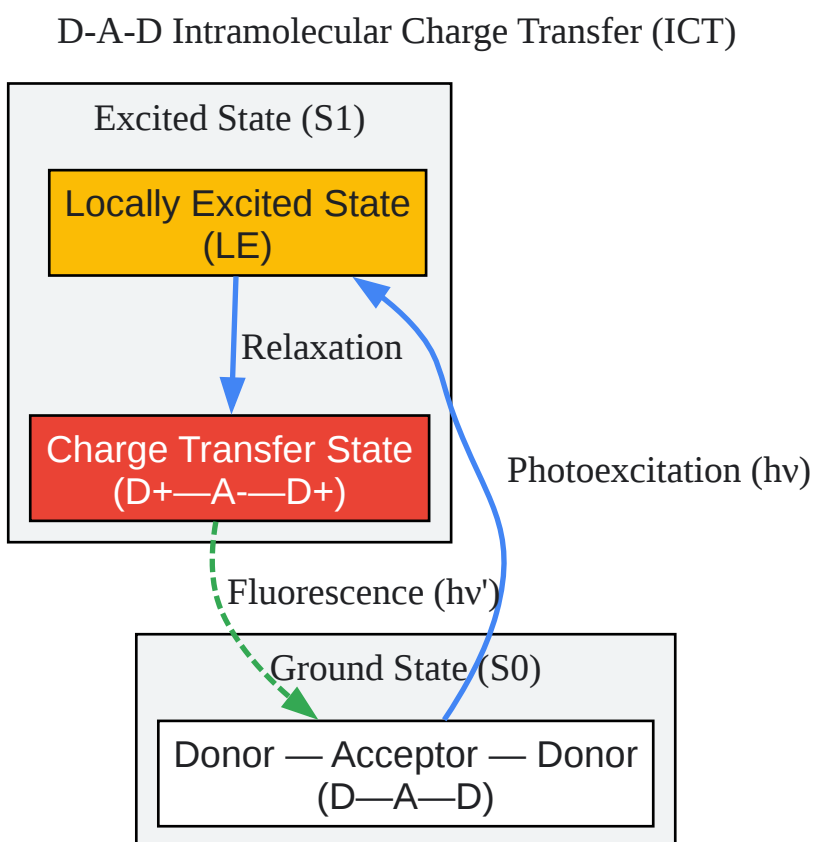 D-A-D Intramolecular Charge Transfer (ICT)
Excited State (S1)
Locally Excited State
(LE)
Relaxation
Charge Transfer State
(D+—A-—D+)
Photoexcitation (hν)
Fluorescence (hν')
Ground State (S0)
Donor — Acceptor — Donor
(D—A—D)